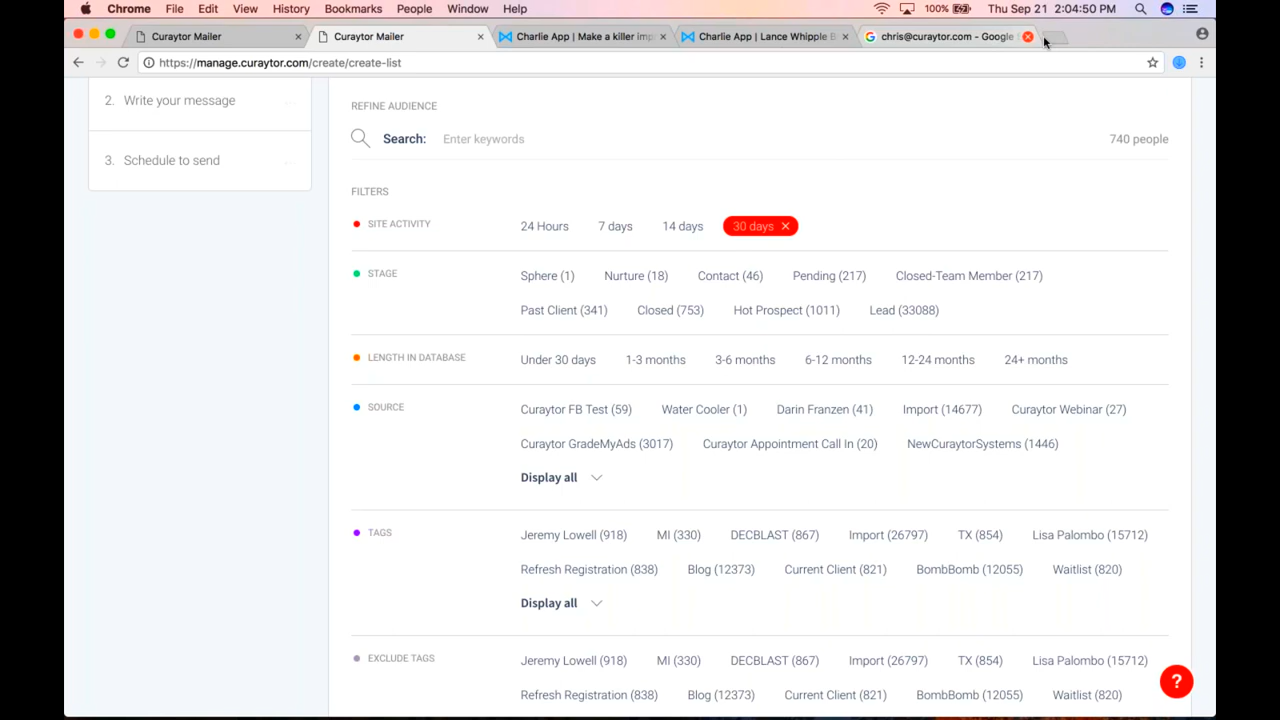 Chrome File Edit View History Bookmarks People Window Help 100% Thu Sep 21 2:04:50 PM
Curaytor Mailer
Curaytor Mailer
Charlie App | Make a killer imp
Charlie App | Lance Whipple B
chris@curaytor.com - Google
https://manage.curaytor.com/create/create-list
2. Write your message
3. Schedule to send
REFINE AUDIENCE
Search: Enter keywords 740 people
FILTERS
SITE ACTIVITY 24 Hours 7 days 14 days 30 days
STAGE Sphere (1) Nurture (18) Contact (46) Pending (217) Closed-Team Member (217)
Past Client (341) Closed (753) Hot Prospect (1011) Lead (33088)
LENGTH IN DATABASE Under 30 days 1-3 months 3-6 months 6-12 months 12-24 months 24+ months
SOURCE Curaytor FB Test (59) Water Cooler (1) Darin Franzen (41) Import (14677) Curaytor Webinar (27)
Curaytor GradeMyAds (3017) Curaytor Appointment Call In (20) NewCuraytorSystems (1446)
Display all
TAGS Jeremy Lowell (918) MI (330) DECBLAST (867) Import (26797) TX (854) Lisa Palombo (15712)
Refresh Registration (838) Blog (12373) Current Client (821) BombBomb (12055) Waitlist (820)
Display all
EXCLUDE TAGS Jeremy Lowell (918) MI (330) DECBLAST (867) Import (26797) TX (854) Lisa Palombo (15712)
Refresh Registration (838) Blog (12373) Current Client (821) BombBomb (12055) Waitlist (820)
?